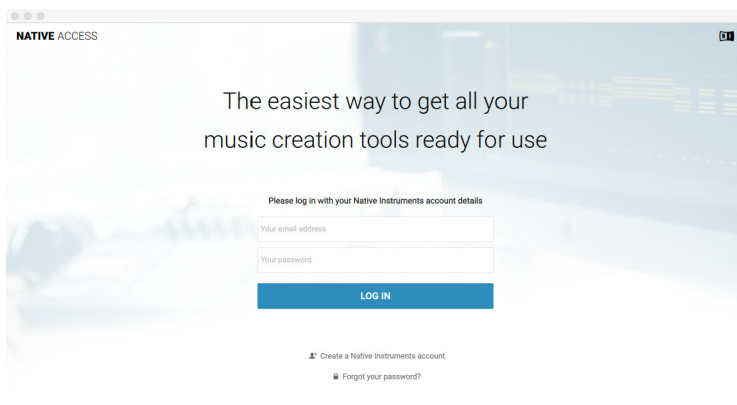 NATIVE ACCESS
The easiest way to get all your
music creation tools ready for use
Please log in with your Native Instruments account details
Your email address
Your password
LOG IN
Create a Native Instruments account
Forgot your password?